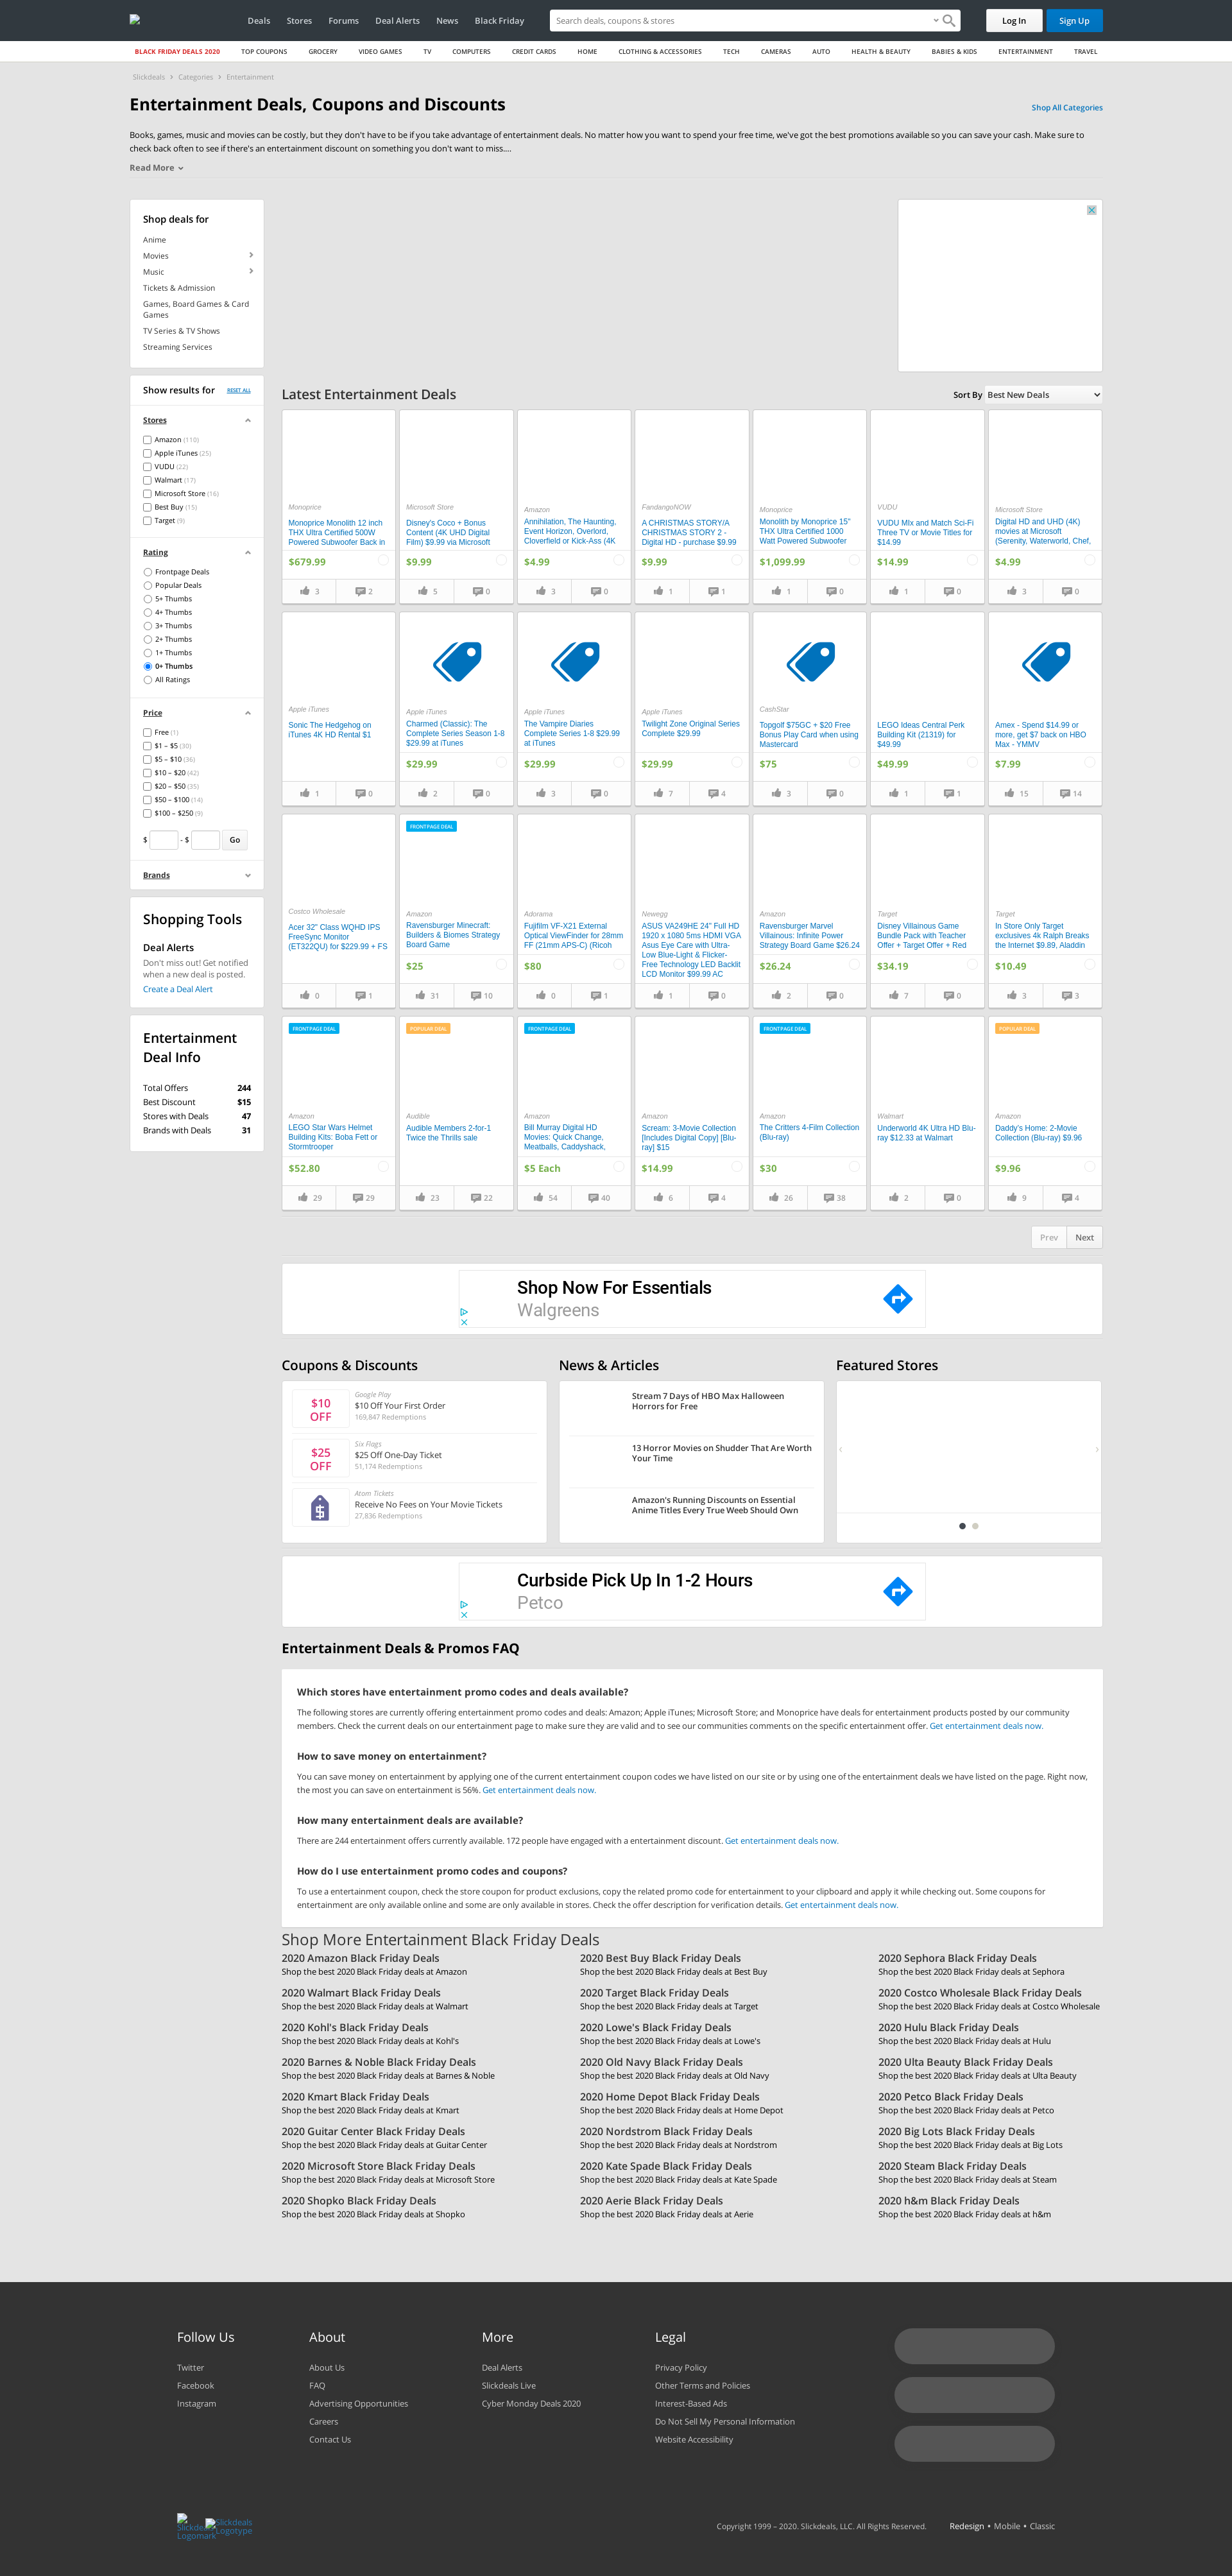 Deals Stores Forums Deal Alerts News Black Friday
Search deals, coupons & stores
Log In
Sign Up
BLACK FRIDAY DEALS 2020 TOP COUPONS GROCERY VIDEO GAMES TV COMPUTERS CREDIT CARDS HOME CLOTHING & ACCESSORIES TECH CAMERAS AUTO HEALTH & BEAUTY BABIES & KIDS ENTERTAINMENT TRAVEL
Slickdeals > Categories > Entertainment
Entertainment Deals, Coupons and Discounts
Shop All Categories
Books, games, music and movies can be costly, but they don't have to be if you take advantage of entertainment deals. No matter how you want to spend your free time, we've got the best promotions available so you can save your cash. Make sure to
check back often to see if there's an entertainment discount on something you don't want to miss....
Read More
Shop deals for
Anime
Movies
Music
Tickets & Admission
Games, Board Games & Card
Games
TV Series & TV Shows
Streaming Services
Show results for
RESET ALL
Stores
Amazon (110)
Apple iTunes (25)
VUDU (22)
Walmart (17)
Microsoft Store (16)
Best Buy (15)
Target (9)
Rating
Frontpage Deals
Popular Deals
5+ Thumbs
4+ Thumbs
3+ Thumbs
2+ Thumbs
1+ Thumbs
0+ Thumbs
All Ratings
Price
Free (1)
$1 – $5 (30)
$5 – $10 (36)
$10 – $20 (42)
$20 – $50 (35)
$50 – $100 (14)
$100 – $250 (9)
$ - $ Go
Brands
Shopping Tools
Deal Alerts
Don't miss out! Get notified
when a new deal is posted.
Create a Deal Alert
Entertainment
Deal Info
Total Offers 244
Best Discount $15
Stores with Deals 47
Brands with Deals 31
Latest Entertainment Deals
Sort By Best New Deals
Monoprice
Monoprice Monolith 12 inch
THX Ultra Certified 500W
Powered Subwoofer Back in
$679.99
3 2
Microsoft Store
Disney's Coco + Bonus
Content (4K UHD Digital
Film) $9.99 via Microsoft
$9.99
5 0
Amazon
Annihilation, The Haunting,
Event Horizon, Overlord,
Cloverfield or Kick-Ass (4K
$4.99
3 0
FandangoNOW
A CHRISTMAS STORY/A
CHRISTMAS STORY 2 -
Digital HD - purchase $9.99
$9.99
1 1
Monoprice
Monolith by Monoprice 15"
THX Ultra Certified 1000
Watt Powered Subwoofer
$1,099.99
1 0
VUDU
VUDU MIx and Match Sci-Fi
Three TV or Movie Titles for
$14.99
$14.99
1 0
Microsoft Store
Digital HD and UHD (4K)
movies at Microsoft
(Serenity, Waterworld, Chef,
$4.99
3 0
Apple iTunes
Sonic The Hedgehog on
iTunes 4K HD Rental $1
1 0
Apple iTunes
Charmed (Classic): The
Complete Series Season 1-8
$29.99 at iTunes
$29.99
2 0
Apple iTunes
The Vampire Diaries
Complete Series 1-8 $29.99
at iTunes
$29.99
3 0
Apple iTunes
Twilight Zone Original Series
Complete $29.99
$29.99
7 4
CashStar
Topgolf $75GC + $20 Free
Bonus Play Card when using
Mastercard
$75
3 0
LEGO Ideas Central Perk
Building Kit (21319) for
$49.99
$49.99
1 1
Amex - Spend $14.99 or
more, get $7 back on HBO
Max - YMMV
$7.99
15 14
Costco Wholesale
Acer 32" Class WQHD IPS
FreeSync Monitor
(ET322QU) for $229.99 + FS
0 1
FRONTPAGE DEAL
Amazon
Ravensburger Minecraft:
Builders & Biomes Strategy
Board Game
$25
31 10
Adorama
Fujifilm VF-X21 External
Optical ViewFinder for 28mm
FF (21mm APS-C) (Ricoh
$80
0 1
Newegg
ASUS VA249HE 24" Full HD
1920 x 1080 5ms HDMI VGA
Asus Eye Care with Ultra-
Low Blue-Light & Flicker-
Free Technology LED Backlit
LCD Monitor $99.99 AC
1 0
Amazon
Ravensburger Marvel
Villainous: Infinite Power
Strategy Board Game $26.24
$26.24
2 0
Target
Disney Villainous Game
Bundle Pack with Teacher
Offer + Target Offer + Red
$34.19
7 0
Target
In Store Only Target
exclusives 4k Ralph Breaks
the Internet $9.89, Aladdin
$10.49
3 3
FRONTPAGE DEAL
Amazon
LEGO Star Wars Helmet
Building Kits: Boba Fett or
Stormtrooper
$52.80
29 29
POPULAR DEAL
Audible
Audible Members 2-for-1
Twice the Thrills sale
23 22
FRONTPAGE DEAL
Amazon
Bill Murray Digital HD
Movies: Quick Change,
Meatballs, Caddyshack,
$5 Each
54 40
Amazon
Scream: 3-Movie Collection
[Includes Digital Copy] [Blu-
ray] $15
$14.99
6 4
FRONTPAGE DEAL
Amazon
The Critters 4-Film Collection
(Blu-ray)
$30
26 38
Walmart
Underworld 4K Ultra HD Blu-
ray $12.33 at Walmart
2 0
POPULAR DEAL
Amazon
Daddy's Home: 2-Movie
Collection (Blu-ray) $9.96
$9.96
9 4
Prev Next
Shop Now For Essentials
Walgreens
Coupons & Discounts
$10
OFF
Google Play
$10 Off Your First Order
169,847 Redemptions
$25
OFF
Six Flags
$25 Off One-Day Ticket
51,174 Redemptions
Atom Tickets
Receive No Fees on Your Movie Tickets
27,836 Redemptions
News & Articles
Stream 7 Days of HBO Max Halloween
Horrors for Free
13 Horror Movies on Shudder That Are Worth
Your Time
Amazon's Running Discounts on Essential
Anime Titles Every True Weeb Should Own
Featured Stores
Curbside Pick Up In 1-2 Hours
Petco
Entertainment Deals & Promos FAQ
Which stores have entertainment promo codes and deals available?
The following stores are currently offering entertainment promo codes and deals: Amazon; Apple iTunes; Microsoft Store; and Monoprice have deals for entertainment products posted by our community
members. Check the current deals on our entertainment page to make sure they are valid and to see our communities comments on the specific entertainment offer. Get entertainment deals now.
How to save money on entertainment?
You can save money on entertainment by applying one of the current entertainment coupon codes we have listed on our site or by using one of the entertainment deals we have listed on the page. Right now,
the most you can save on entertainment is 56%. Get entertainment deals now.
How many entertainment deals are available?
There are 244 entertainment offers currently available. 172 people have engaged with a entertainment discount. Get entertainment deals now.
How do I use entertainment promo codes and coupons?
To use a entertainment coupon, check the store coupon for product exclusions, copy the related promo code for entertainment to your clipboard and apply it while checking out. Some coupons for
entertainment are only available online and some are only available in stores. Check the offer description for verification details. Get entertainment deals now.
Shop More Entertainment Black Friday Deals
2020 Amazon Black Friday Deals
Shop the best 2020 Black Friday deals at Amazon
2020 Best Buy Black Friday Deals
Shop the best 2020 Black Friday deals at Best Buy
2020 Sephora Black Friday Deals
Shop the best 2020 Black Friday deals at Sephora
2020 Walmart Black Friday Deals
Shop the best 2020 Black Friday deals at Walmart
2020 Target Black Friday Deals
Shop the best 2020 Black Friday deals at Target
2020 Costco Wholesale Black Friday Deals
Shop the best 2020 Black Friday deals at Costco Wholesale
2020 Kohl's Black Friday Deals
Shop the best 2020 Black Friday deals at Kohl's
2020 Lowe's Black Friday Deals
Shop the best 2020 Black Friday deals at Lowe's
2020 Hulu Black Friday Deals
Shop the best 2020 Black Friday deals at Hulu
2020 Barnes & Noble Black Friday Deals
Shop the best 2020 Black Friday deals at Barnes & Noble
2020 Old Navy Black Friday Deals
Shop the best 2020 Black Friday deals at Old Navy
2020 Ulta Beauty Black Friday Deals
Shop the best 2020 Black Friday deals at Ulta Beauty
2020 Kmart Black Friday Deals
Shop the best 2020 Black Friday deals at Kmart
2020 Home Depot Black Friday Deals
Shop the best 2020 Black Friday deals at Home Depot
2020 Petco Black Friday Deals
Shop the best 2020 Black Friday deals at Petco
2020 Guitar Center Black Friday Deals
Shop the best 2020 Black Friday deals at Guitar Center
2020 Nordstrom Black Friday Deals
Shop the best 2020 Black Friday deals at Nordstrom
2020 Big Lots Black Friday Deals
Shop the best 2020 Black Friday deals at Big Lots
2020 Microsoft Store Black Friday Deals
Shop the best 2020 Black Friday deals at Microsoft Store
2020 Kate Spade Black Friday Deals
Shop the best 2020 Black Friday deals at Kate Spade
2020 Steam Black Friday Deals
Shop the best 2020 Black Friday deals at Steam
2020 Shopko Black Friday Deals
Shop the best 2020 Black Friday deals at Shopko
2020 Aerie Black Friday Deals
Shop the best 2020 Black Friday deals at Aerie
2020 h&m Black Friday Deals
Shop the best 2020 Black Friday deals at h&m
Follow Us
Twitter
Facebook
Instagram
About
About Us
FAQ
Advertising Opportunities
Careers
Contact Us
More
Deal Alerts
Slickdeals Live
Cyber Monday Deals 2020
Legal
Privacy Policy
Other Terms and Policies
Interest-Based Ads
Do Not Sell My Personal Information
Website Accessibility
Slickdeals
Logomark
Slickdeals
Logotype
Copyright 1999 – 2020. Slickdeals, LLC. All Rights Reserved.
Redesign • Mobile • Classic